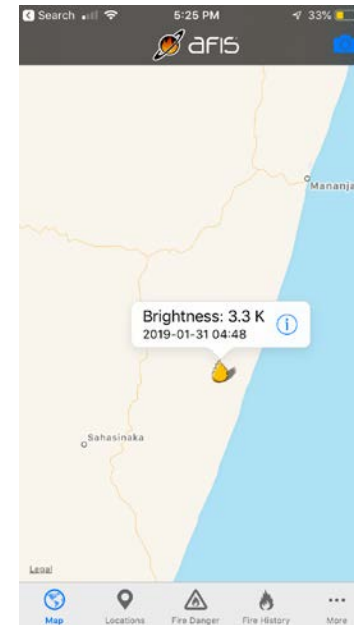 Search 5:25 PM 33%
AFIS
Mananja
Brightness: 3.3 K
2019-01-31 04:48
Sahasinaka
Legal
Map Locations Fire Danger Fire History More